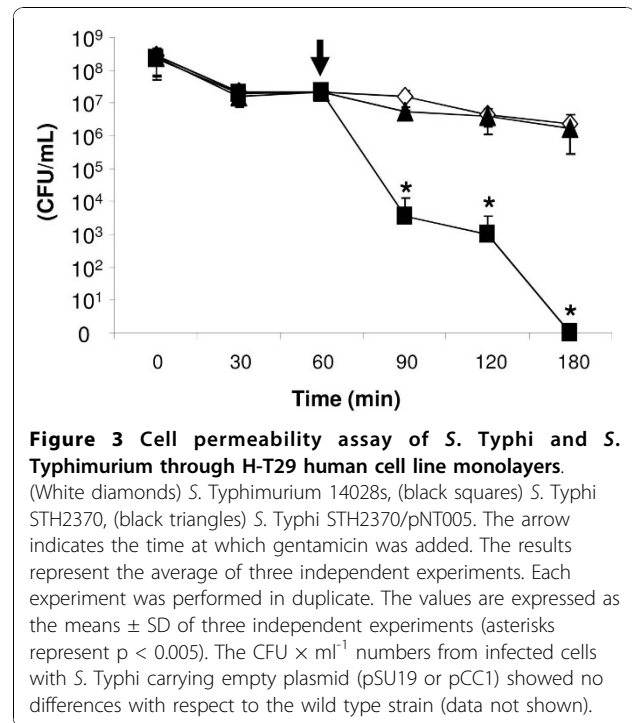 10⁹
10⁸
10⁷
10⁶
10⁵
10⁴
10³
10²
10¹
0
(CFU/mL)
* * *
0 30 60 90 120 180
Time (min)
Figure 3 Cell permeability assay of S. Typhi and S.
Typhimurium through H-T29 human cell line monolayers.
(White diamonds) S. Typhimurium 14028s, (black squares) S. Typhi
STH2370, (black triangles) S. Typhi STH2370/pNT005. The arrow
indicates the time at which gentamicin was added. The results
represent the average of three independent experiments. Each
experiment was performed in duplicate. The values are expressed as
the means ± SD of three independent experiments (asterisks
represent p < 0.005). The CFU × ml⁻¹ numbers from infected cells
with S. Typhi carrying empty plasmid (pSU19 or pCC1) showed no
differences with respect to the wild type strain (data not shown).